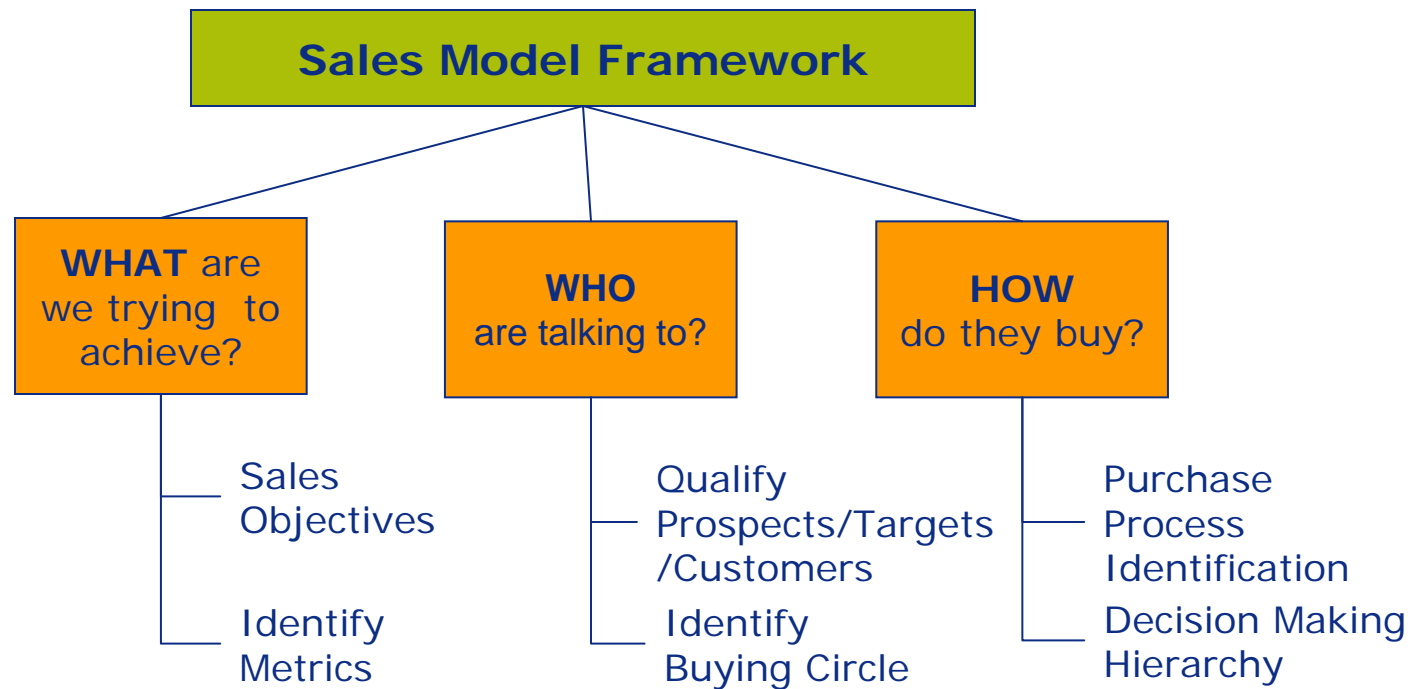 Sales Model Framework
WHAT are
we trying to
achieve?
WHO
are talking to?
HOW
do they buy?
Sales
Objectives
Identify
Metrics
Qualify
Prospects/Targets
/Customers
Identify
Buying Circle
Purchase
Process
Identification
Decision Making
Hierarchy